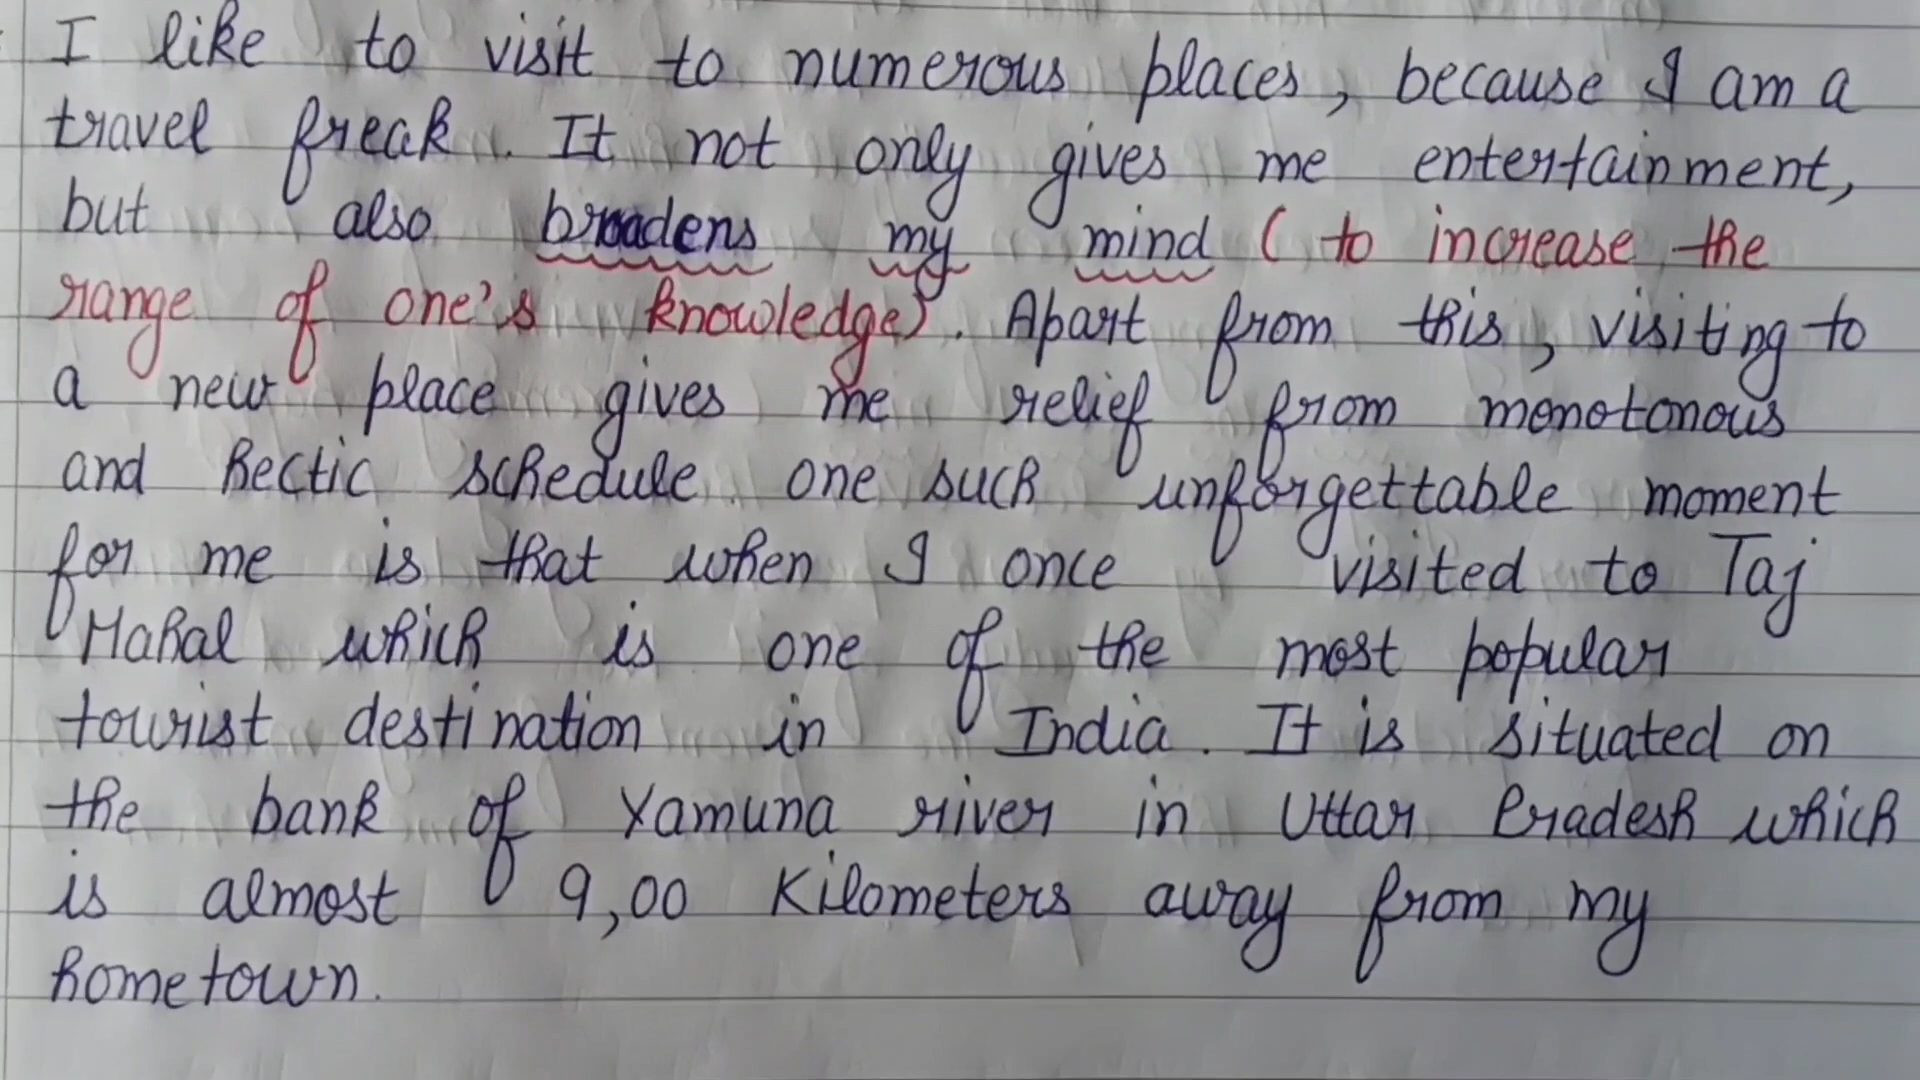 I like to visit to numerous places, because I am a
travel freak. It not only gives me entertainment,
but also broadens my mind ( to increase the
range of one's knowledge). Apart from this, visiting to
a new place gives me relief from monotonous
and hectic schedule. one such unforgettable moment
for me is that when I once visited to Taj
Mahal which is one of the most popular
tourist destination in India. It is situated on
the bank of Yamuna river in Uttar Pradesh which
is almost 9,00 Kilometers away from my
hometown.